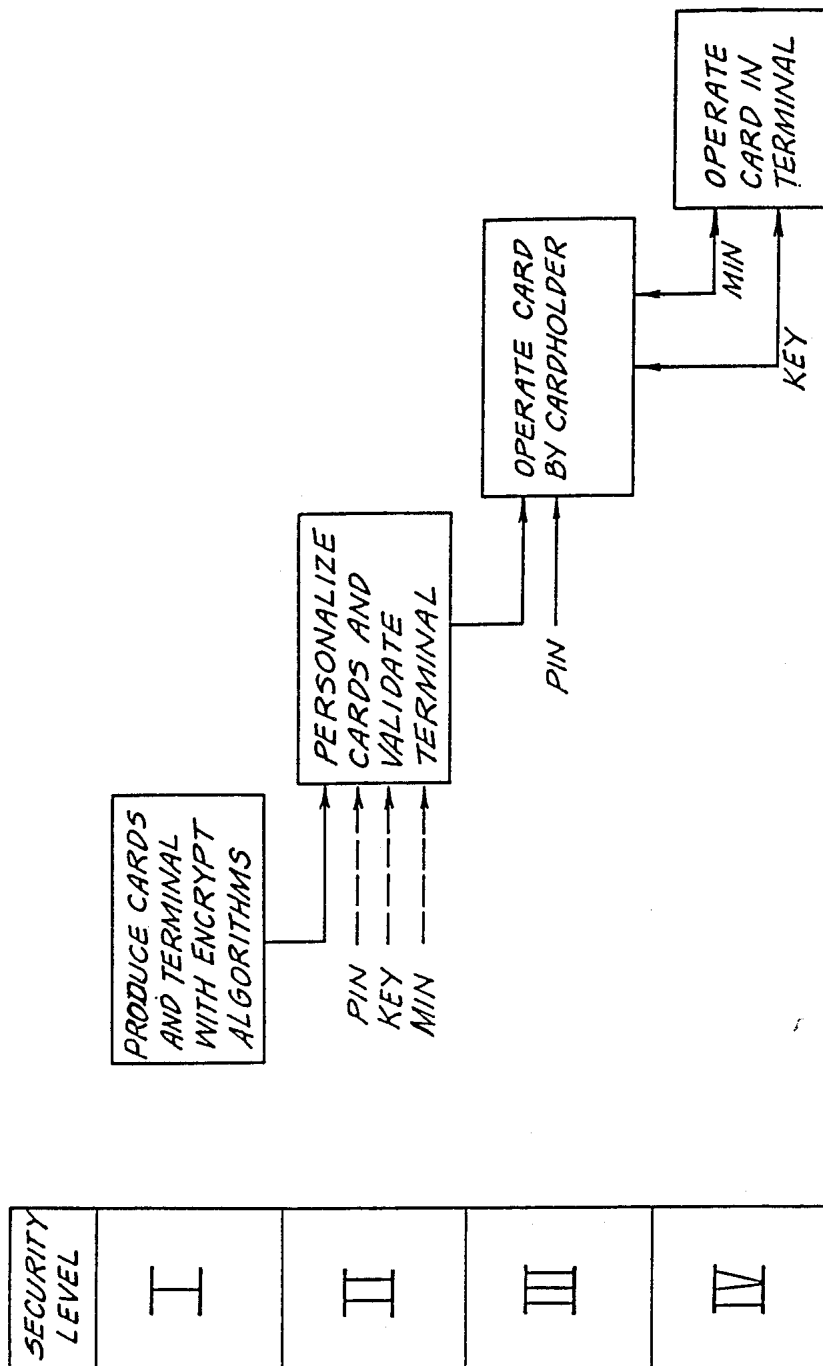 SECURITY
LEVEL
I
PRODUCE CARDS
AND TERMINAL
WITH ENCRYPT
ALGORITHMS
II
PIN
KEY
MIN
PERSONALIZE
CARDS AND
VALIDATE
TERMINAL
III
PIN
OPERATE CARD
BY CARDHOLDER
IV
KEY
MIN
OPERATE
CARD IN
TERMINAL